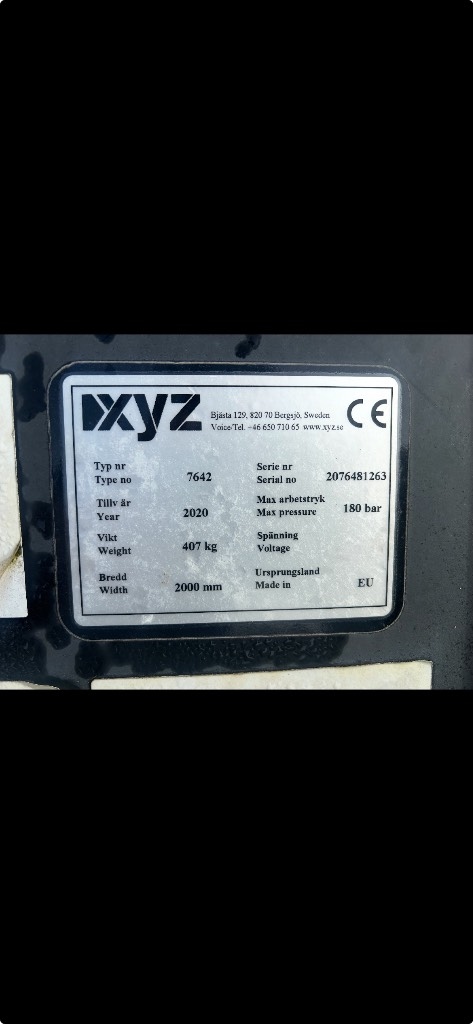 XYZ
Bjästa 129, 820 70 Bergsjö, Sweden
Voice/Tel. +46 650 710 65 www.xyz.se
CE
Typ nr
Type no 7642
Serie nr
Serial no 2076481263
Tillv år
Year 2020
Max arbetstryk
Max pressure 180 bar
Vikt
Weight 407 kg
Spänning
Voltage
Bredd
Width 2000 mm
Ursprungsland
Made in EU